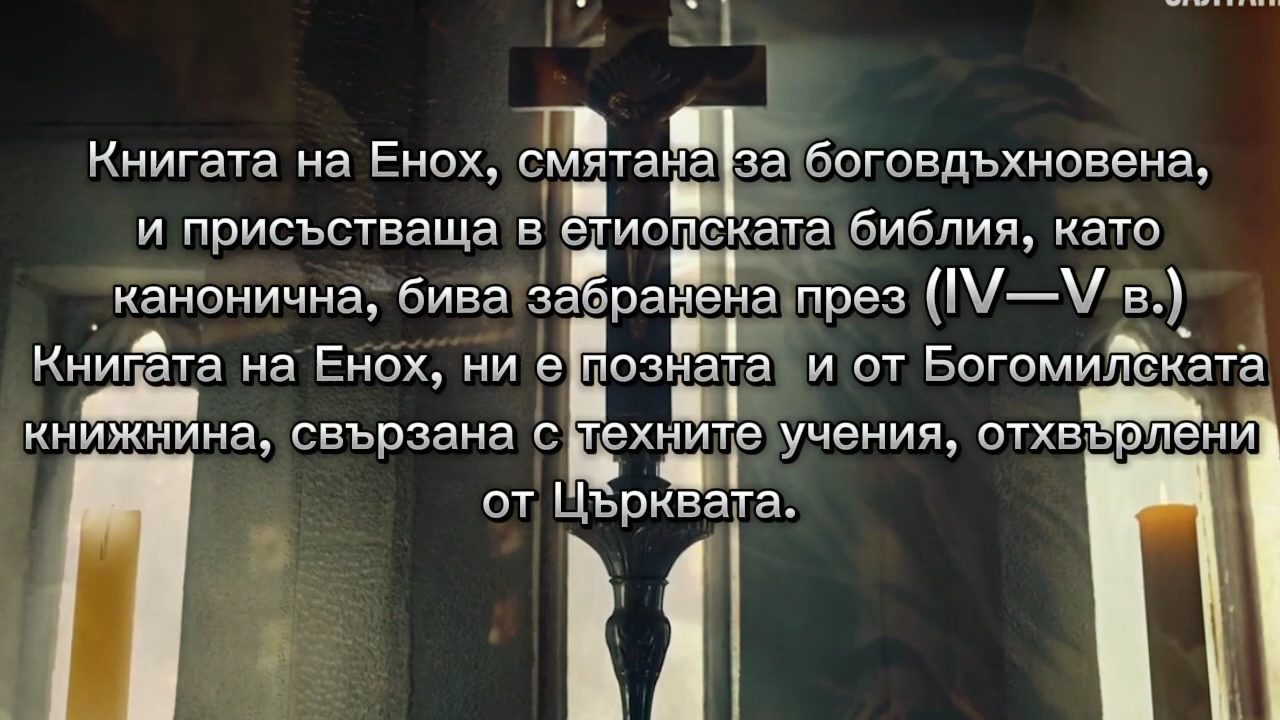 Книгата на Енох, смятана за боговдъхновена,
и присъстваща в етиопската библия, като
канонична, бива забранена през (IV—V в.)
Книгата на Енох, ни е позната  и от Богомилската
книжнина, свързана с техните учения, отхвърлени
от Църквата.